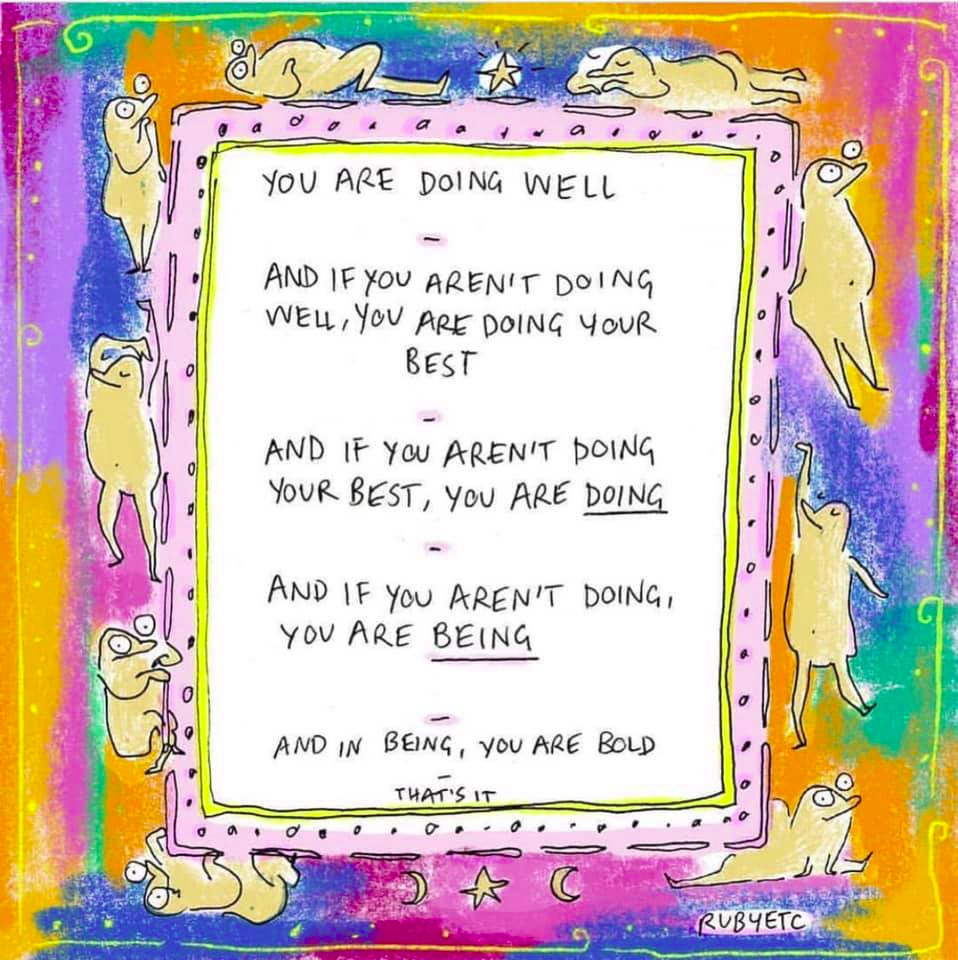 YOU ARE DOING WELL
-
AND IF YOU AREN'T DOING
WELL, YOU ARE DOING YOUR
BEST
-
AND IF YOU AREN'T DOING
YOUR BEST, YOU ARE DOING
-
AND IF YOU AREN'T DOING,
YOU ARE BEING
-
AND IN BEING, YOU ARE BOLD
-
THAT'S IT
RUBYETC